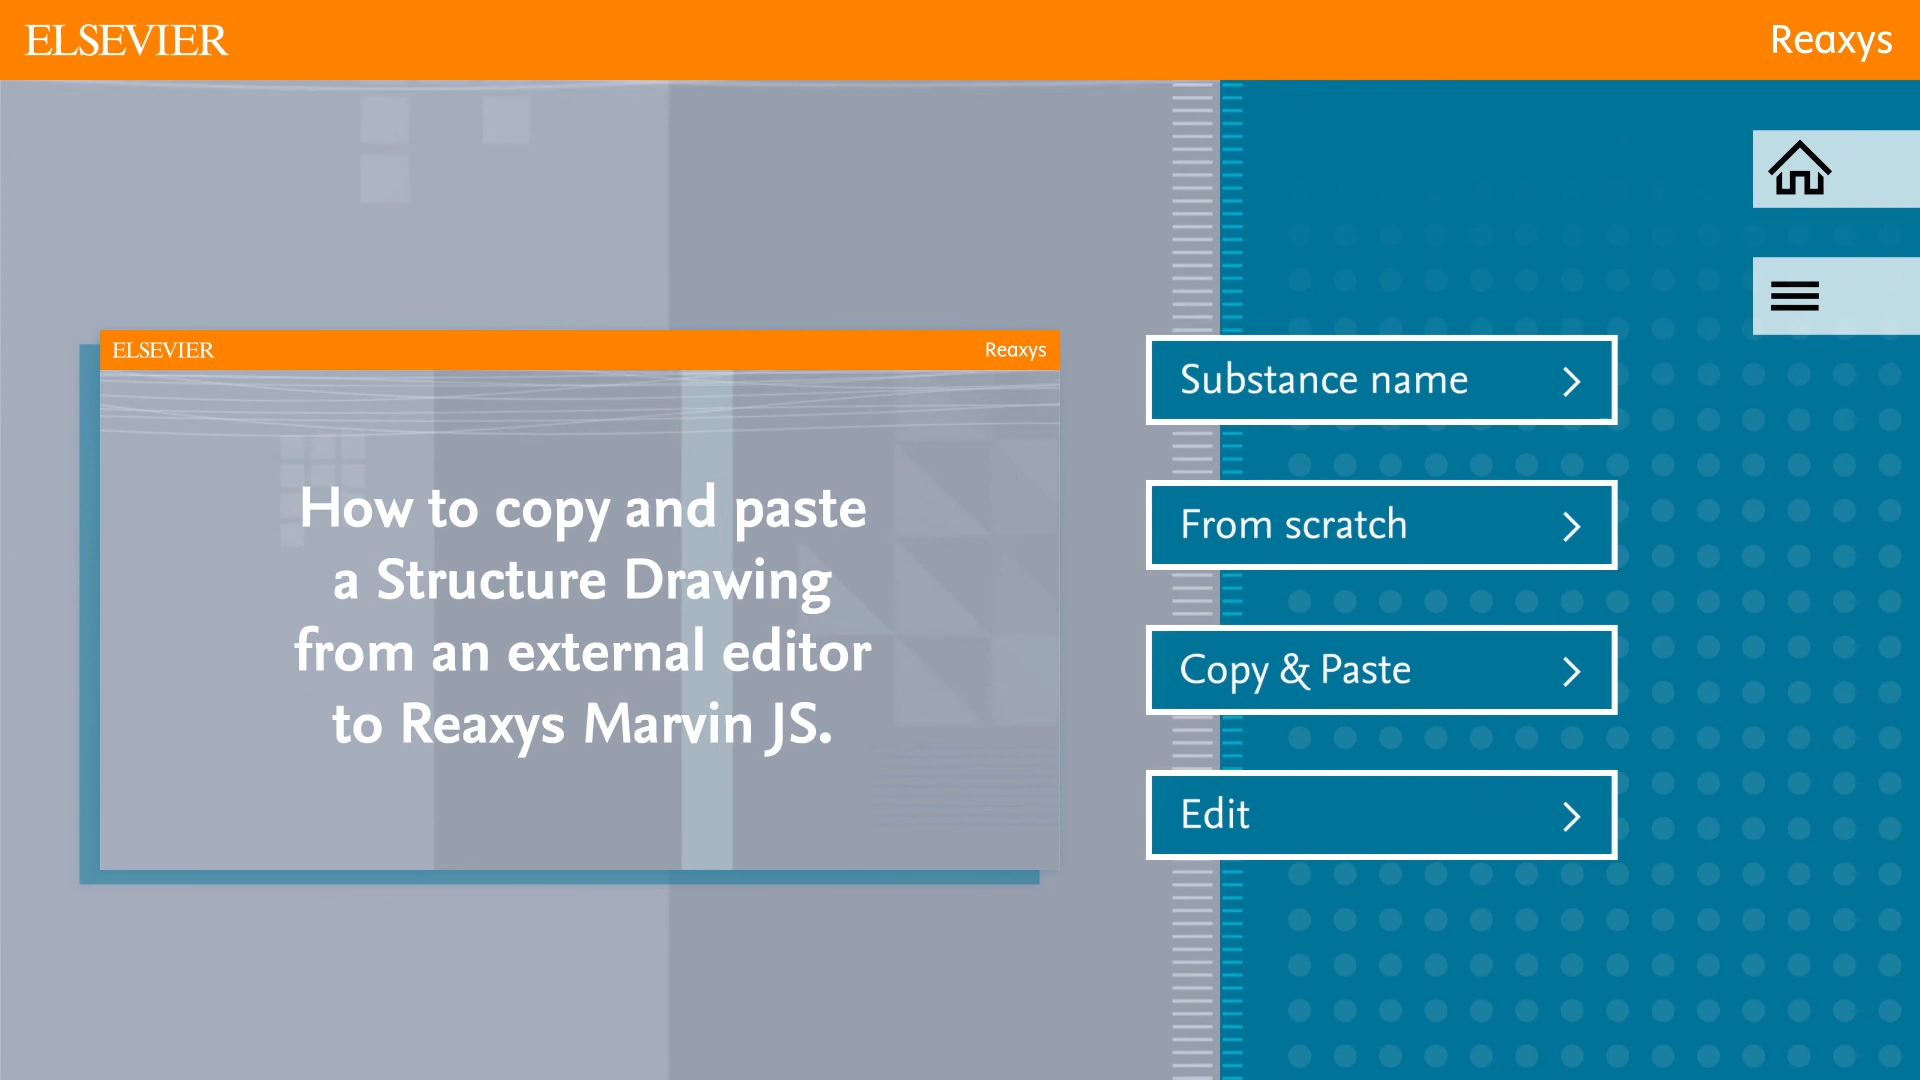 ELSEVIER
Reaxys
ELSEVIER
Reaxys
How to copy and paste
a Structure Drawing
from an external editor
to Reaxys Marvin JS.
Substance name
From scratch
Copy & Paste
Edit